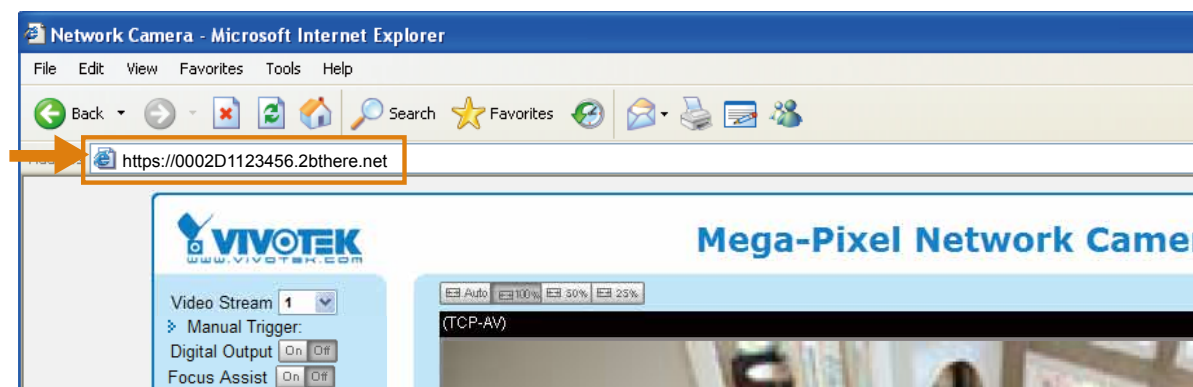 Network Camera - Microsoft Internet Explorer
File Edit View Favorites Tools Help
Back Search Favorites
https://0002D1123456.2bthere.net
VIVOTEK
www.vivotek.com
Mega-Pixel Network Came
Video Stream 1
Manual Trigger:
Digital Output On Off
Focus Assist On Off
Auto 100% 50% 25%
(TCP-AV)